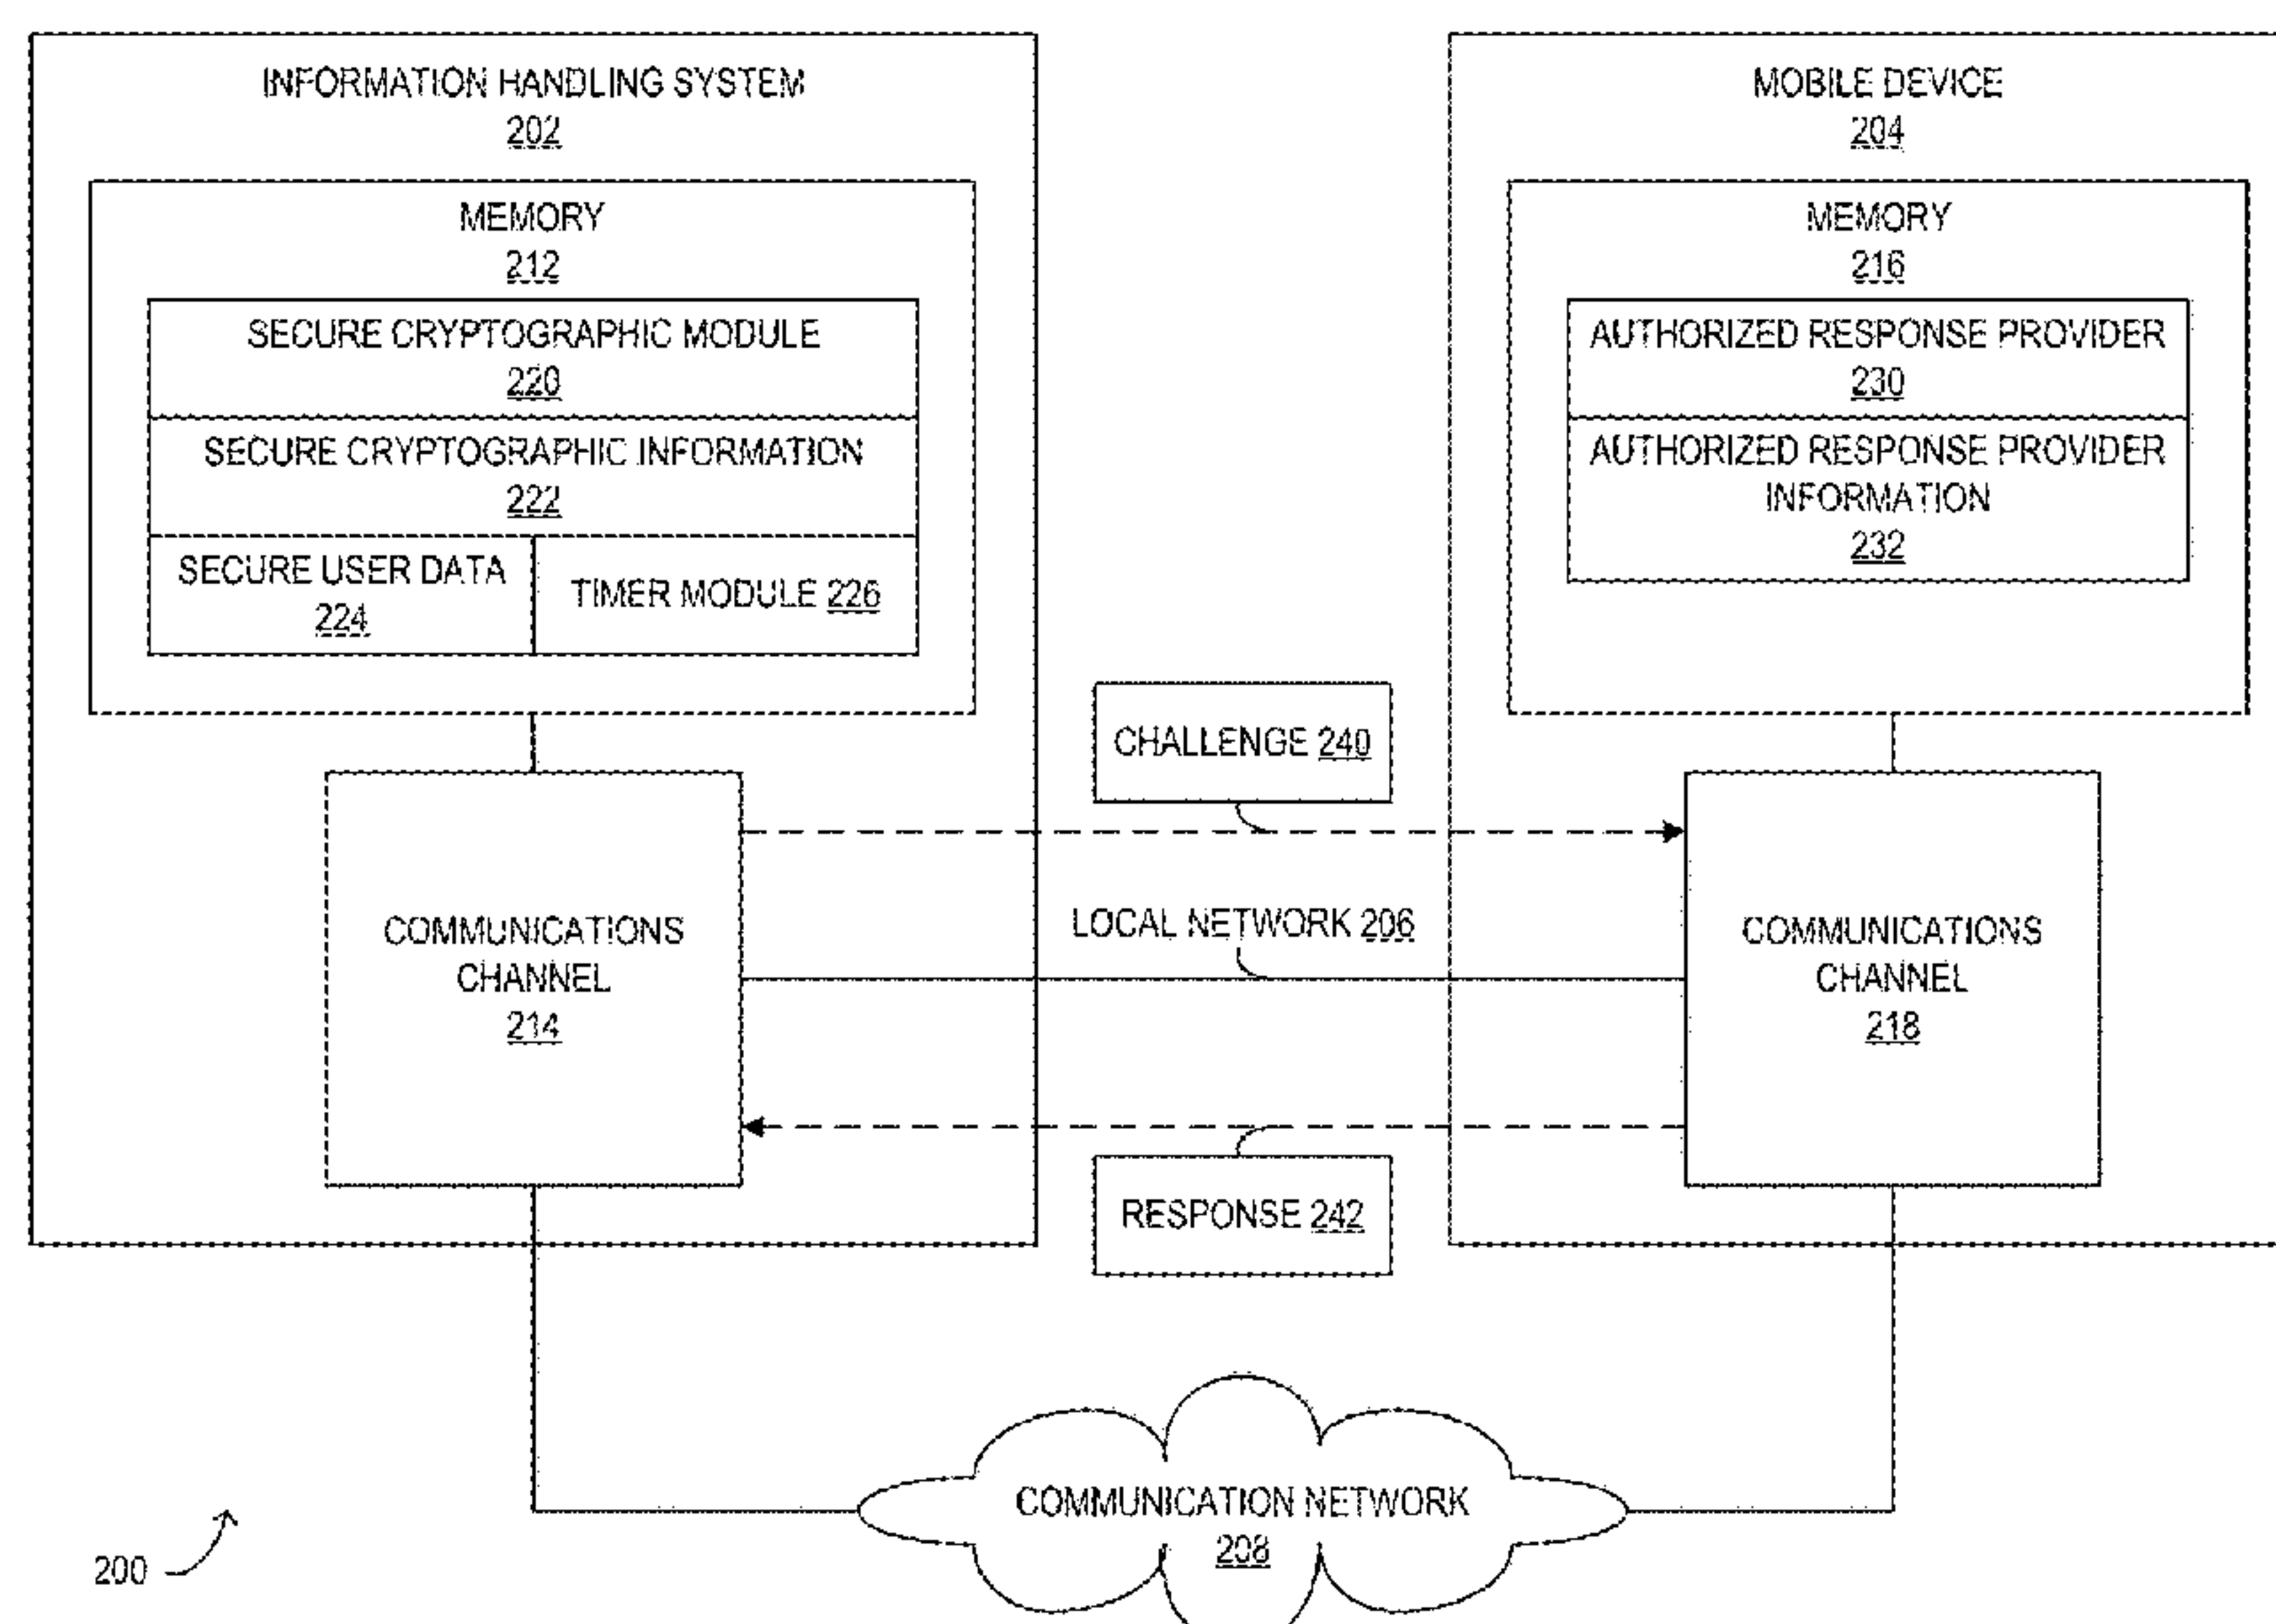 INFORMATION HANDLING SYSTEM
202
MEMORY
212
SECURE CRYPTOGRAPHIC MODULE
220
SECURE CRYPTOGRAPHIC INFORMATION
222
SECURE USER DATA
224
TIMER MODULE 226
COMMUNICATIONS
CHANNEL
214
CHALLENGE 240
LOCAL NETWORK 206
RESPONSE 242
MOBILE DEVICE
204
MEMORY
216
AUTHORIZED RESPONSE PROVIDER
230
AUTHORIZED RESPONSE PROVIDER
INFORMATION
232
COMMUNICATIONS
CHANNEL
218
COMMUNICATION NETWORK
208
200